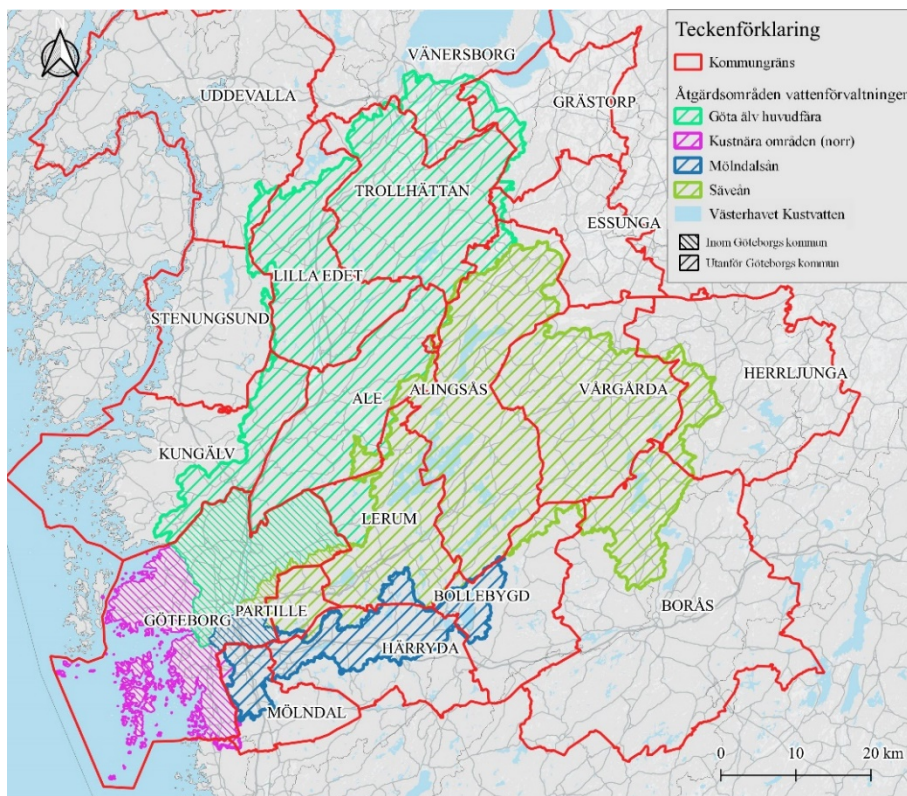 Teckenförklaring
Kommungräns
Åtgärdsområden vattenförvaltningen
Göta älv huvudfåra
Kustnära områden (norr)
Mölndalsån
Säveån
Västerhavet Kustvatten
Inom Göteborgs kommun
Utanför Göteborgs kommun
VÄNERSBORG
UDDEVALLA
GRÄSTORP
TROLLHÄTTAN
ESSUNGA
LILLA EDET
STENUNGSUND
HERRLJUNGA
ALE
ALINGSÅS
VÅRGÅRDA
KUNGÄLV
LERUM
BOLLEBYGD
GÖTEBORG
PARTILLE
BORÅS
HÄRRYDA
MÖLNDAL
0 10 20 km